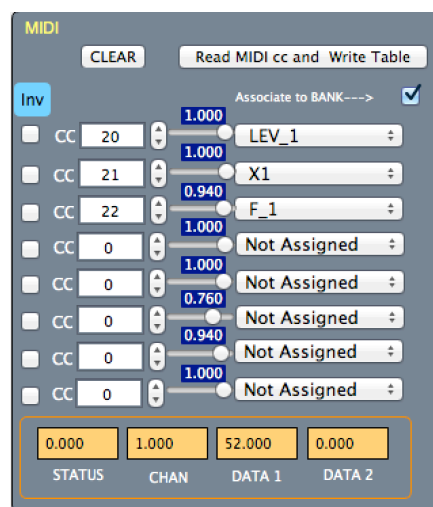 MIDI
CLEAR Read MIDI cc and Write Table
Inv Associate to BANK--->
1.000
CC 20 LEV_1
1.000
CC 21 X1
0.940
CC 22 F_1
1.000
CC 0 Not Assigned
1.000
CC 0 Not Assigned
0.760
CC 0 Not Assigned
0.940
CC 0 Not Assigned
1.000
CC 0 Not Assigned
0.000 1.000 52.000 0.000
STATUS CHAN DATA 1 DATA 2